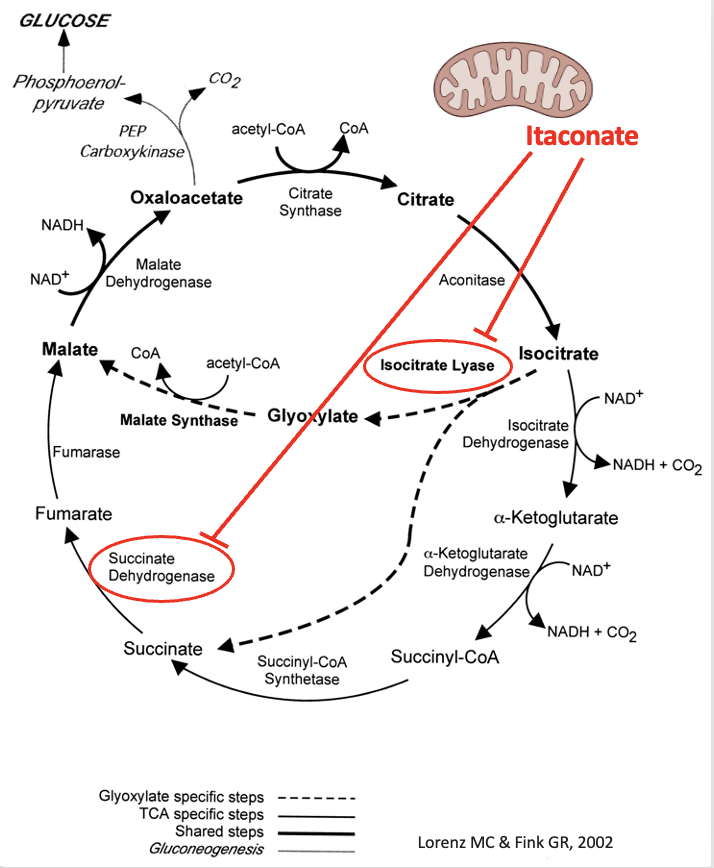 GLUCOSE
Phosphoenol-
pyruvate
CO2
PEP
Carboxykinase
acetyl-CoA
CoA
Itaconate
Oxaloacetate
Citrate
Synthase
Citrate
NADH
NAD+
Malate
Dehydrogenase
Aconitase
Malate
CoA
acetyl-CoA
Isocitrate Lyase
Isocitrate
Malate Synthase
Glyoxylate
NAD+
Isocitrate
Dehydrogenase
NADH + CO2
Fumarase
Fumarate
α-Ketoglutarate
Succinate
Dehydrogenase
α-Ketoglutarate
Dehydrogenase
NAD+
NADH + CO2
Succinate
Succinyl-CoA
Synthetase
Succinyl-CoA
Glyoxylate specific steps
TCA specific steps
Shared steps
Gluconeogenesis
Lorenz MC & Fink GR, 2002